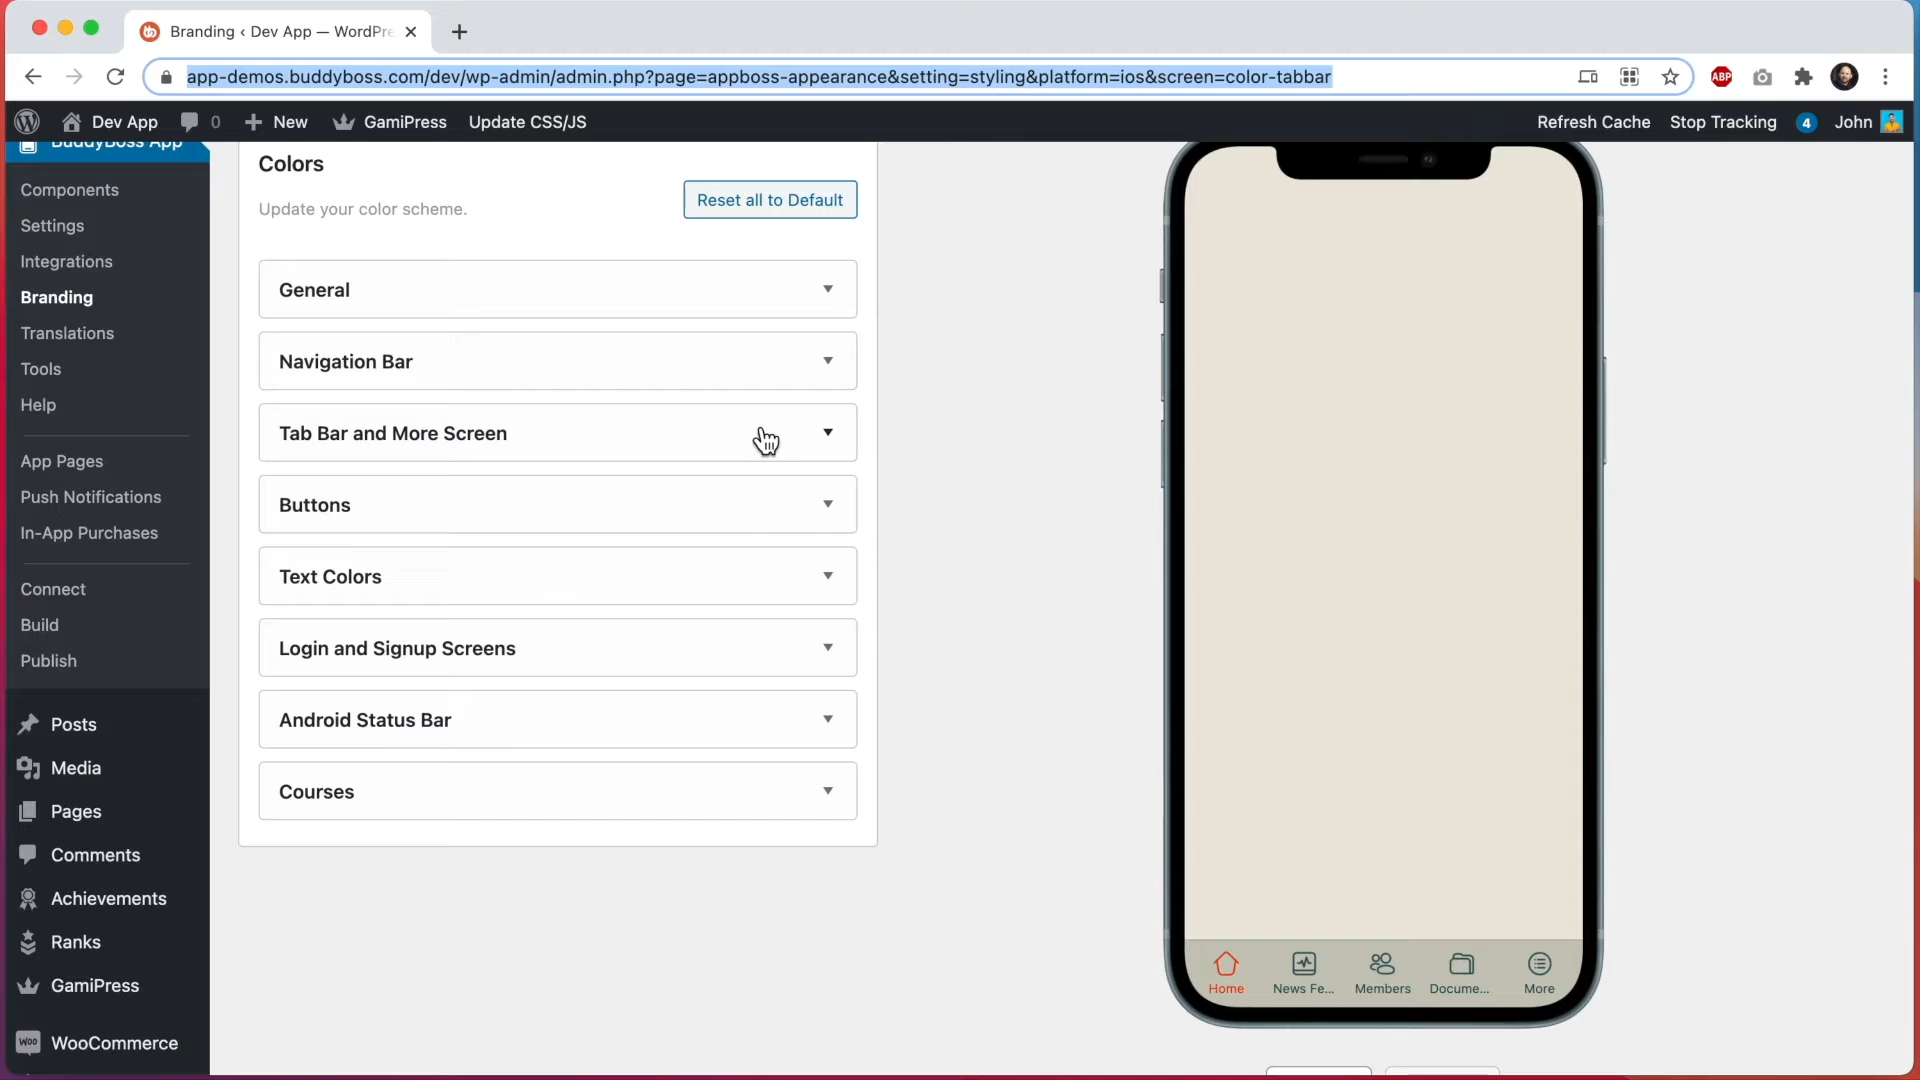 Branding ‹ Dev App — WordPre
app-demos.buddyboss.com/dev/wp-admin/admin.php?page=appboss-appearance&setting=styling&platform=ios&screen=color-tabbar
ABP
Dev App
0
New
GamiPress
Update CSS/JS
Refresh Cache
Stop Tracking
4
John
BuddyBoss App
Components
Settings
Integrations
Branding
Translations
Tools
Help
App Pages
Push Notifications
In-App Purchases
Connect
Build
Publish
Posts
Media
Pages
Comments
Achievements
Ranks
GamiPress
Woo
WooCommerce
Colors
Update your color scheme.
Reset all to Default
General
Navigation Bar
Tab Bar and More Screen
Buttons
Text Colors
Login and Signup Screens
Android Status Bar
Courses
Home
News Fe...
Members
Docume...
More